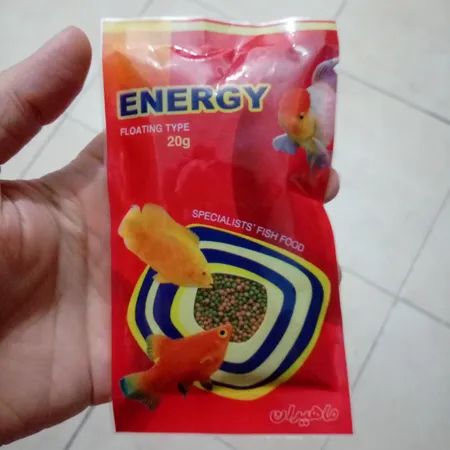 ENERGY
FLOATING TYPE
20g
SPECIALISTS' FISH FOOD
ماهیران